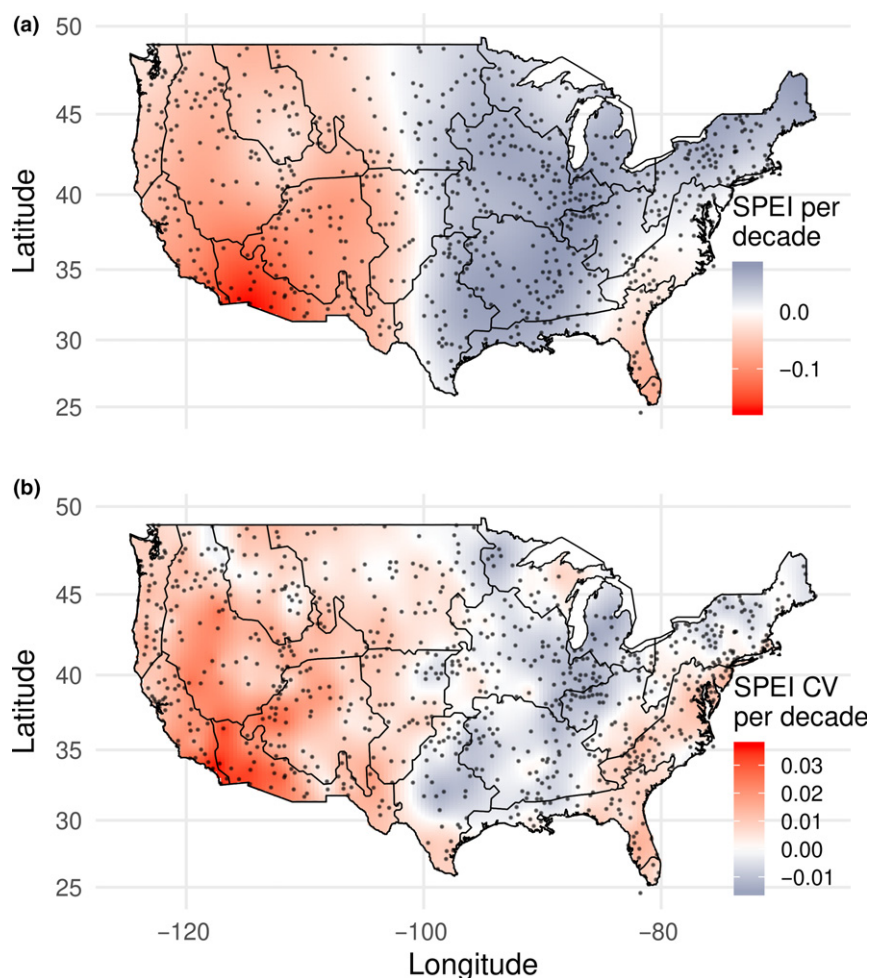 (a)
50
45
40
35
30
25
Latitude
SPEI per
decade
0.0
−0.1
(b)
50
45
40
35
30
25
Latitude
SPEI CV
per decade
0.03
0.02
0.01
0.00
−0.01
−120
−100
−80
Longitude